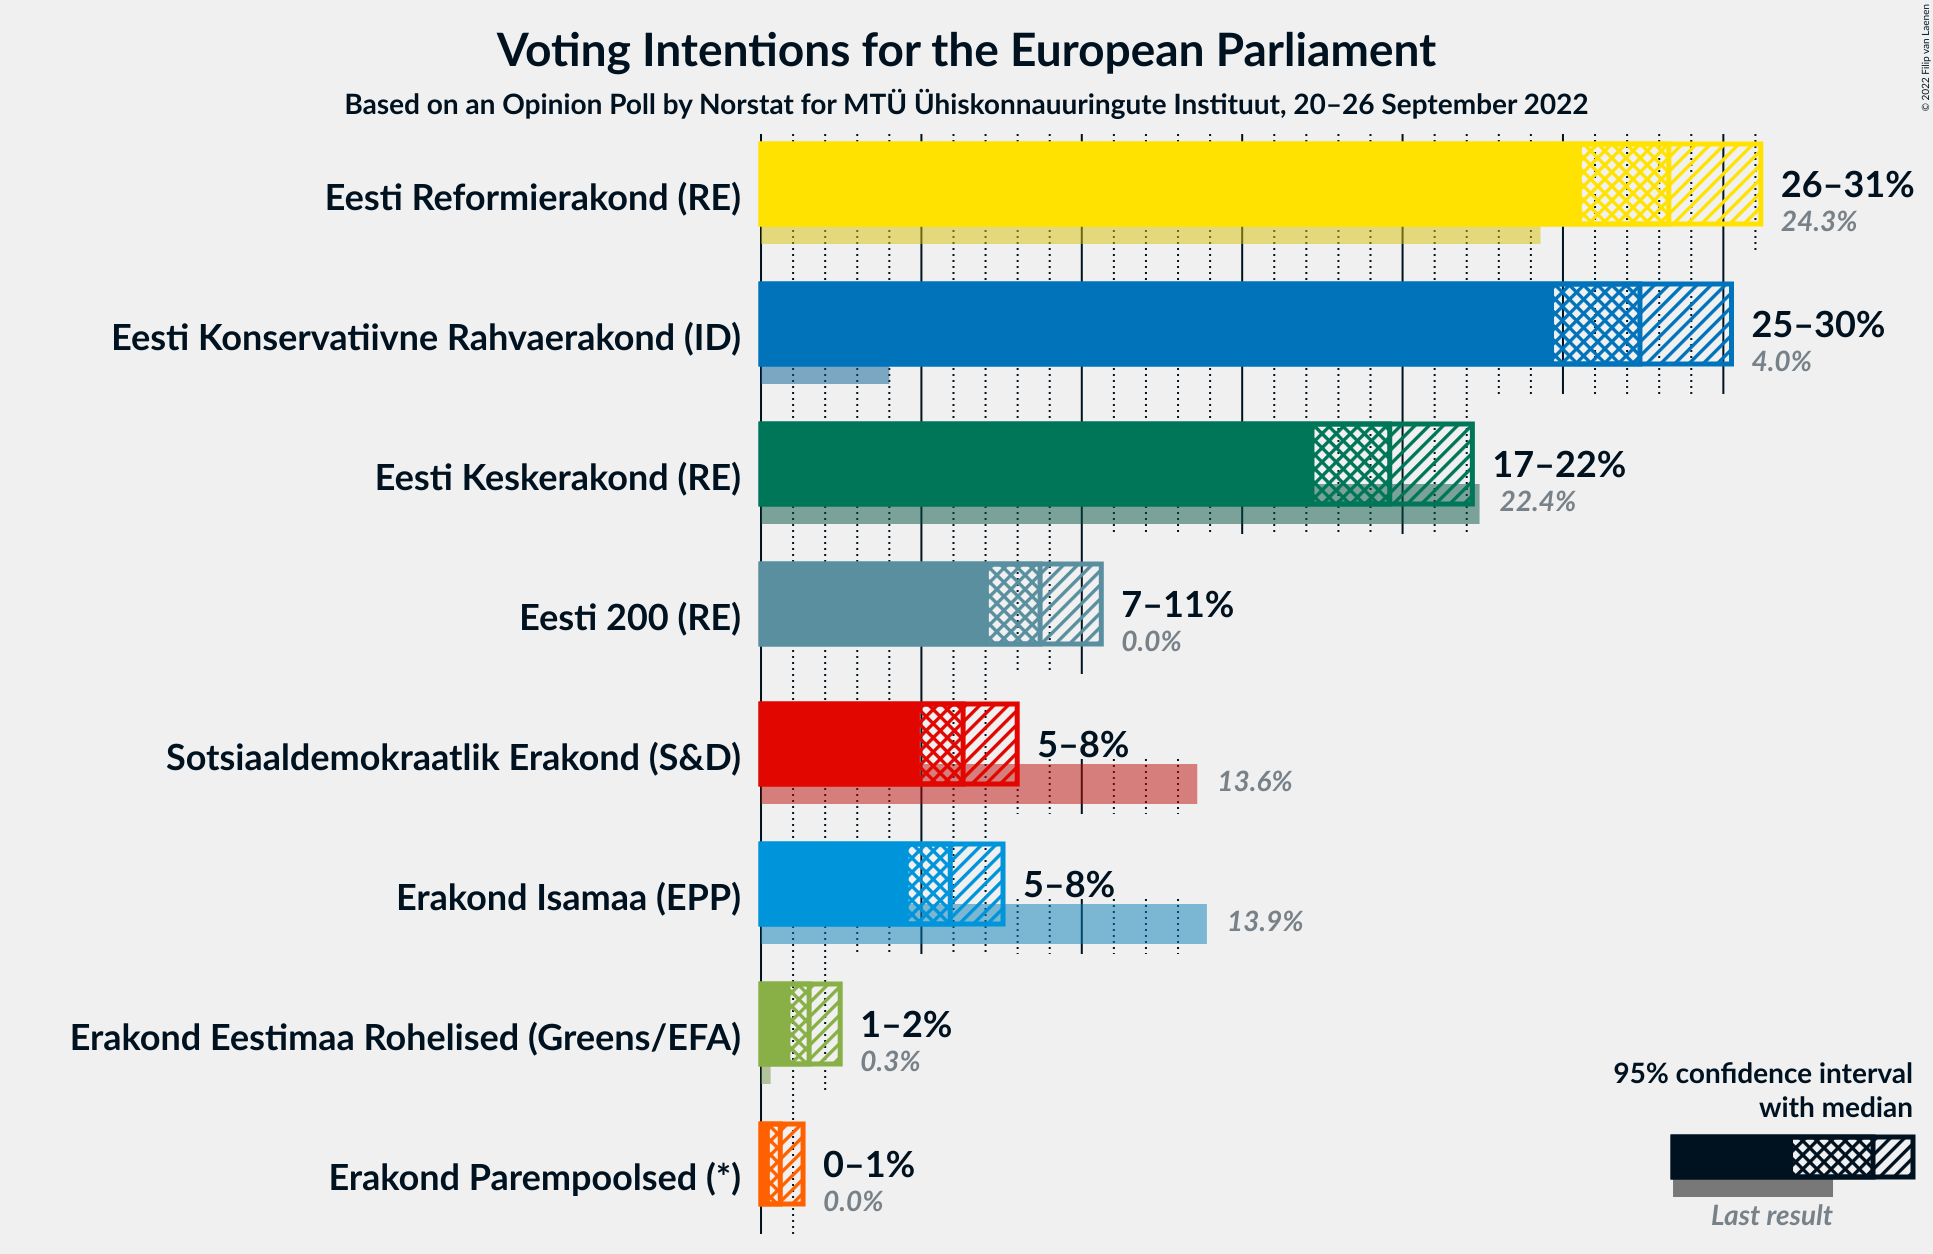 Voting Intentions for the European Parliament
Based on an Opinion Poll by Norstat for MTÜ Ühiskonnauuringute Instituut, 20–26 September 2022
© 2022 Filip van Laenen
Eesti Reformierakond (RE)
26–31%
24.3%
Eesti Konservatiivne Rahvaerakond (ID)
25–30%
4.0%
Eesti Keskerakond (RE)
17–22%
22.4%
Eesti 200 (RE)
7–11%
0.0%
Sotsiaaldemokraatlik Erakond (S&D)
5–8%
13.6%
Erakond Isamaa (EPP)
5–8%
13.9%
Erakond Eestimaa Rohelised (Greens/EFA)
1–2%
0.3%
Erakond Parempoolsed (*)
0–1%
0.0%
95% confidence interval
with median
Last result